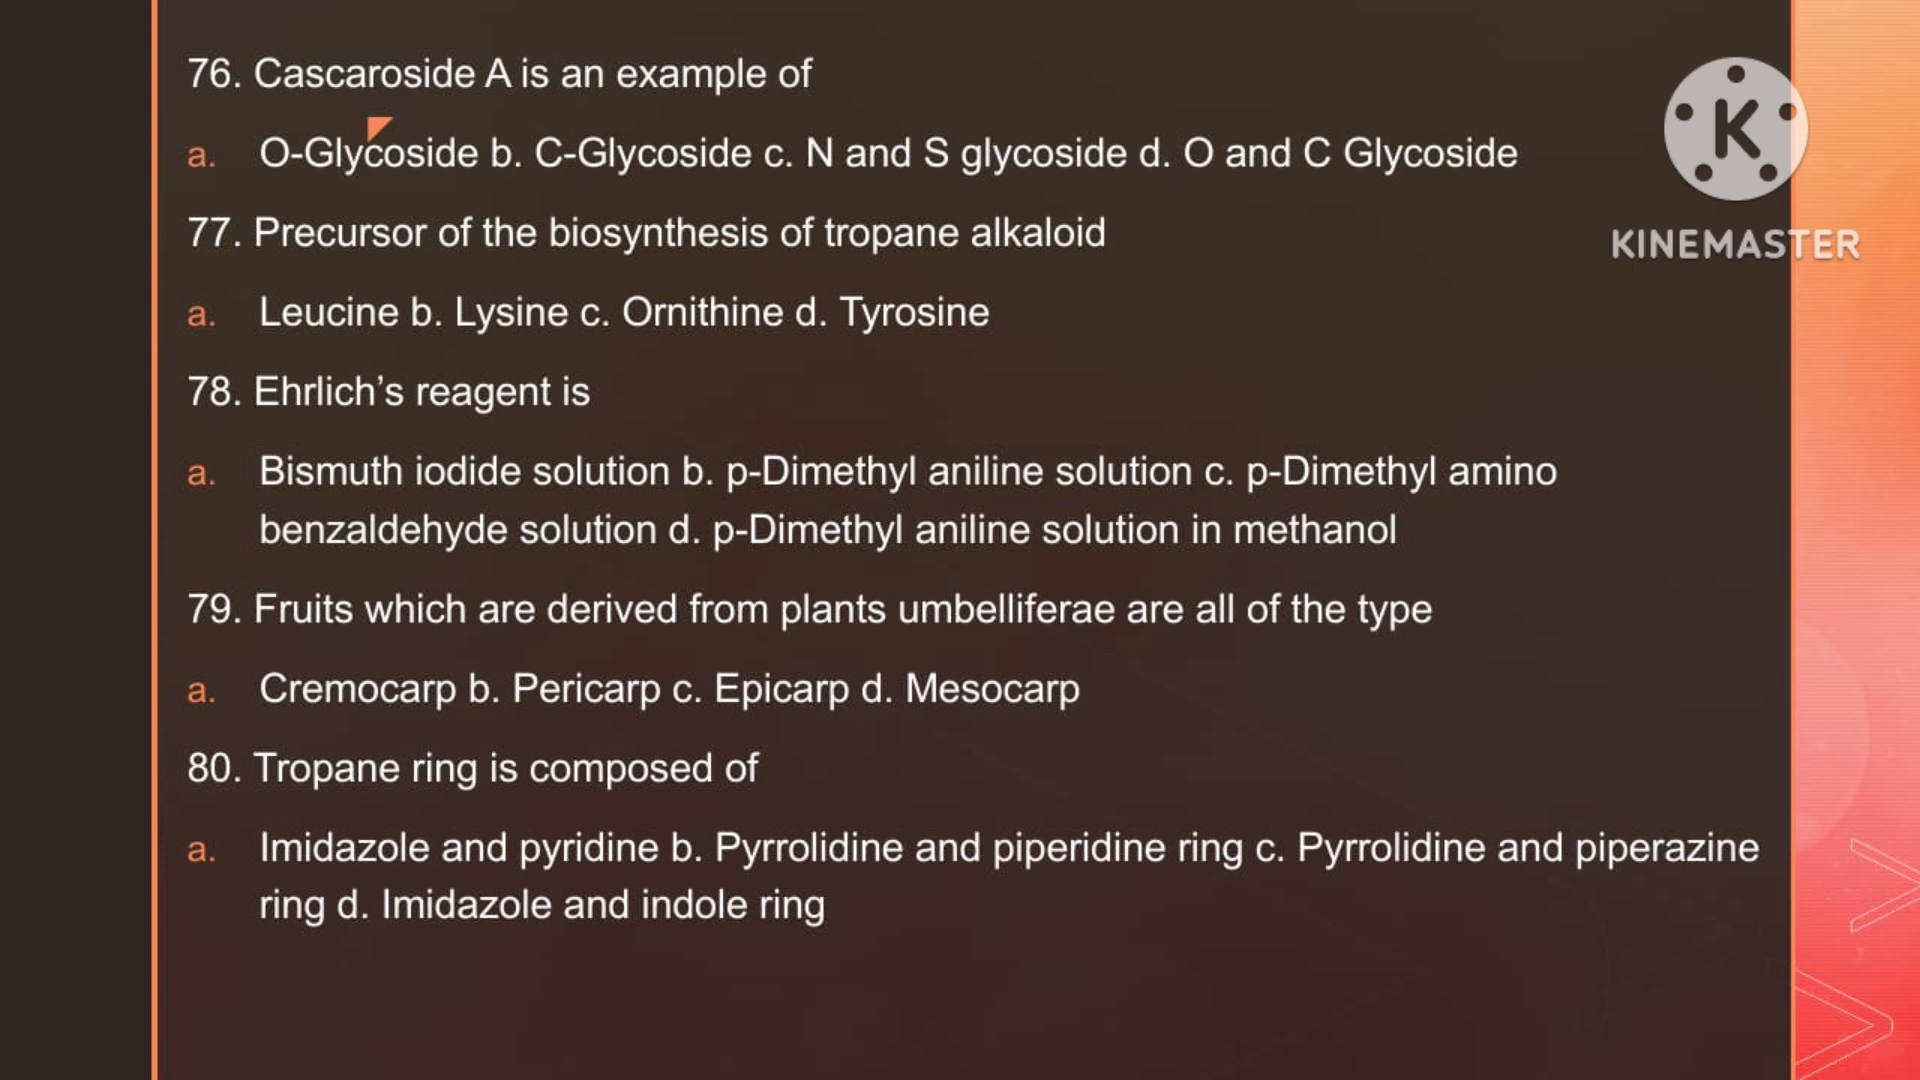 76. Cascaroside A is an example of
a. O-Glycoside b. C-Glycoside c. N and S glycoside d. O and C Glycoside
77. Precursor of the biosynthesis of tropane alkaloid
a. Leucine b. Lysine c. Ornithine d. Tyrosine
78. Ehrlich’s reagent is
a. Bismuth iodide solution b. p-Dimethyl aniline solution c. p-Dimethyl amino
benzaldehyde solution d. p-Dimethyl aniline solution in methanol
79. Fruits which are derived from plants umbelliferae are all of the type
a. Cremocarp b. Pericarp c. Epicarp d. Mesocarp
80. Tropane ring is composed of
a. Imidazole and pyridine b. Pyrrolidine and piperidine ring c. Pyrrolidine and piperazine
ring d. Imidazole and indole ring
K
KINEMASTER